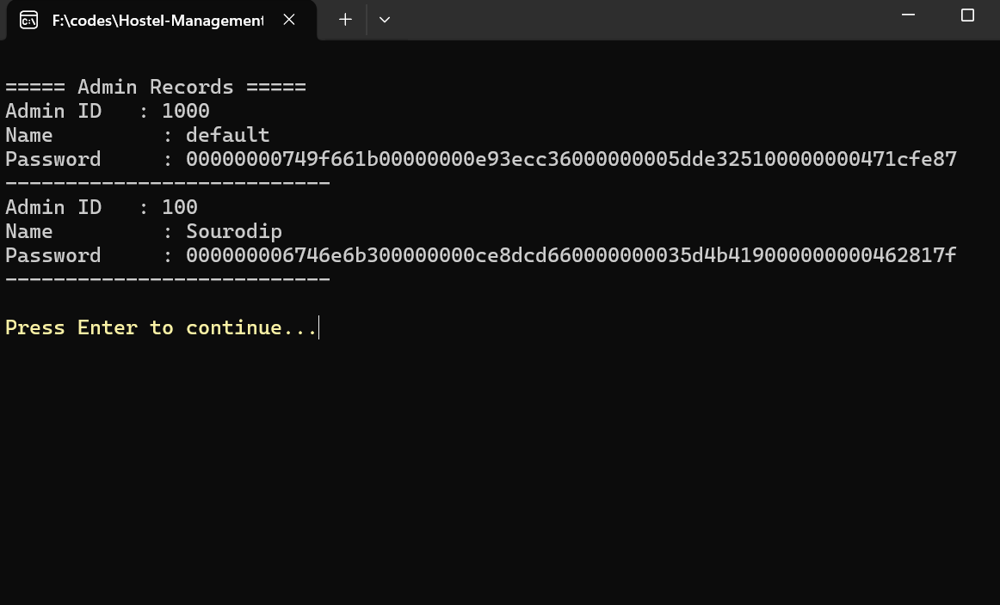 F:\codes\Hostel-Management
===== Admin Records =====
Admin ID   : 1000
Name         : default
Password     : 00000000749f661b00000000e93ecc36000000005dde325100000000471cfe87
---------------------------
Admin ID   : 100
Name         : Sourodip
Password     : 000000006746e6b300000000ce8dcd660000000035d4b419000000000462817f
---------------------------
Press Enter to continue...